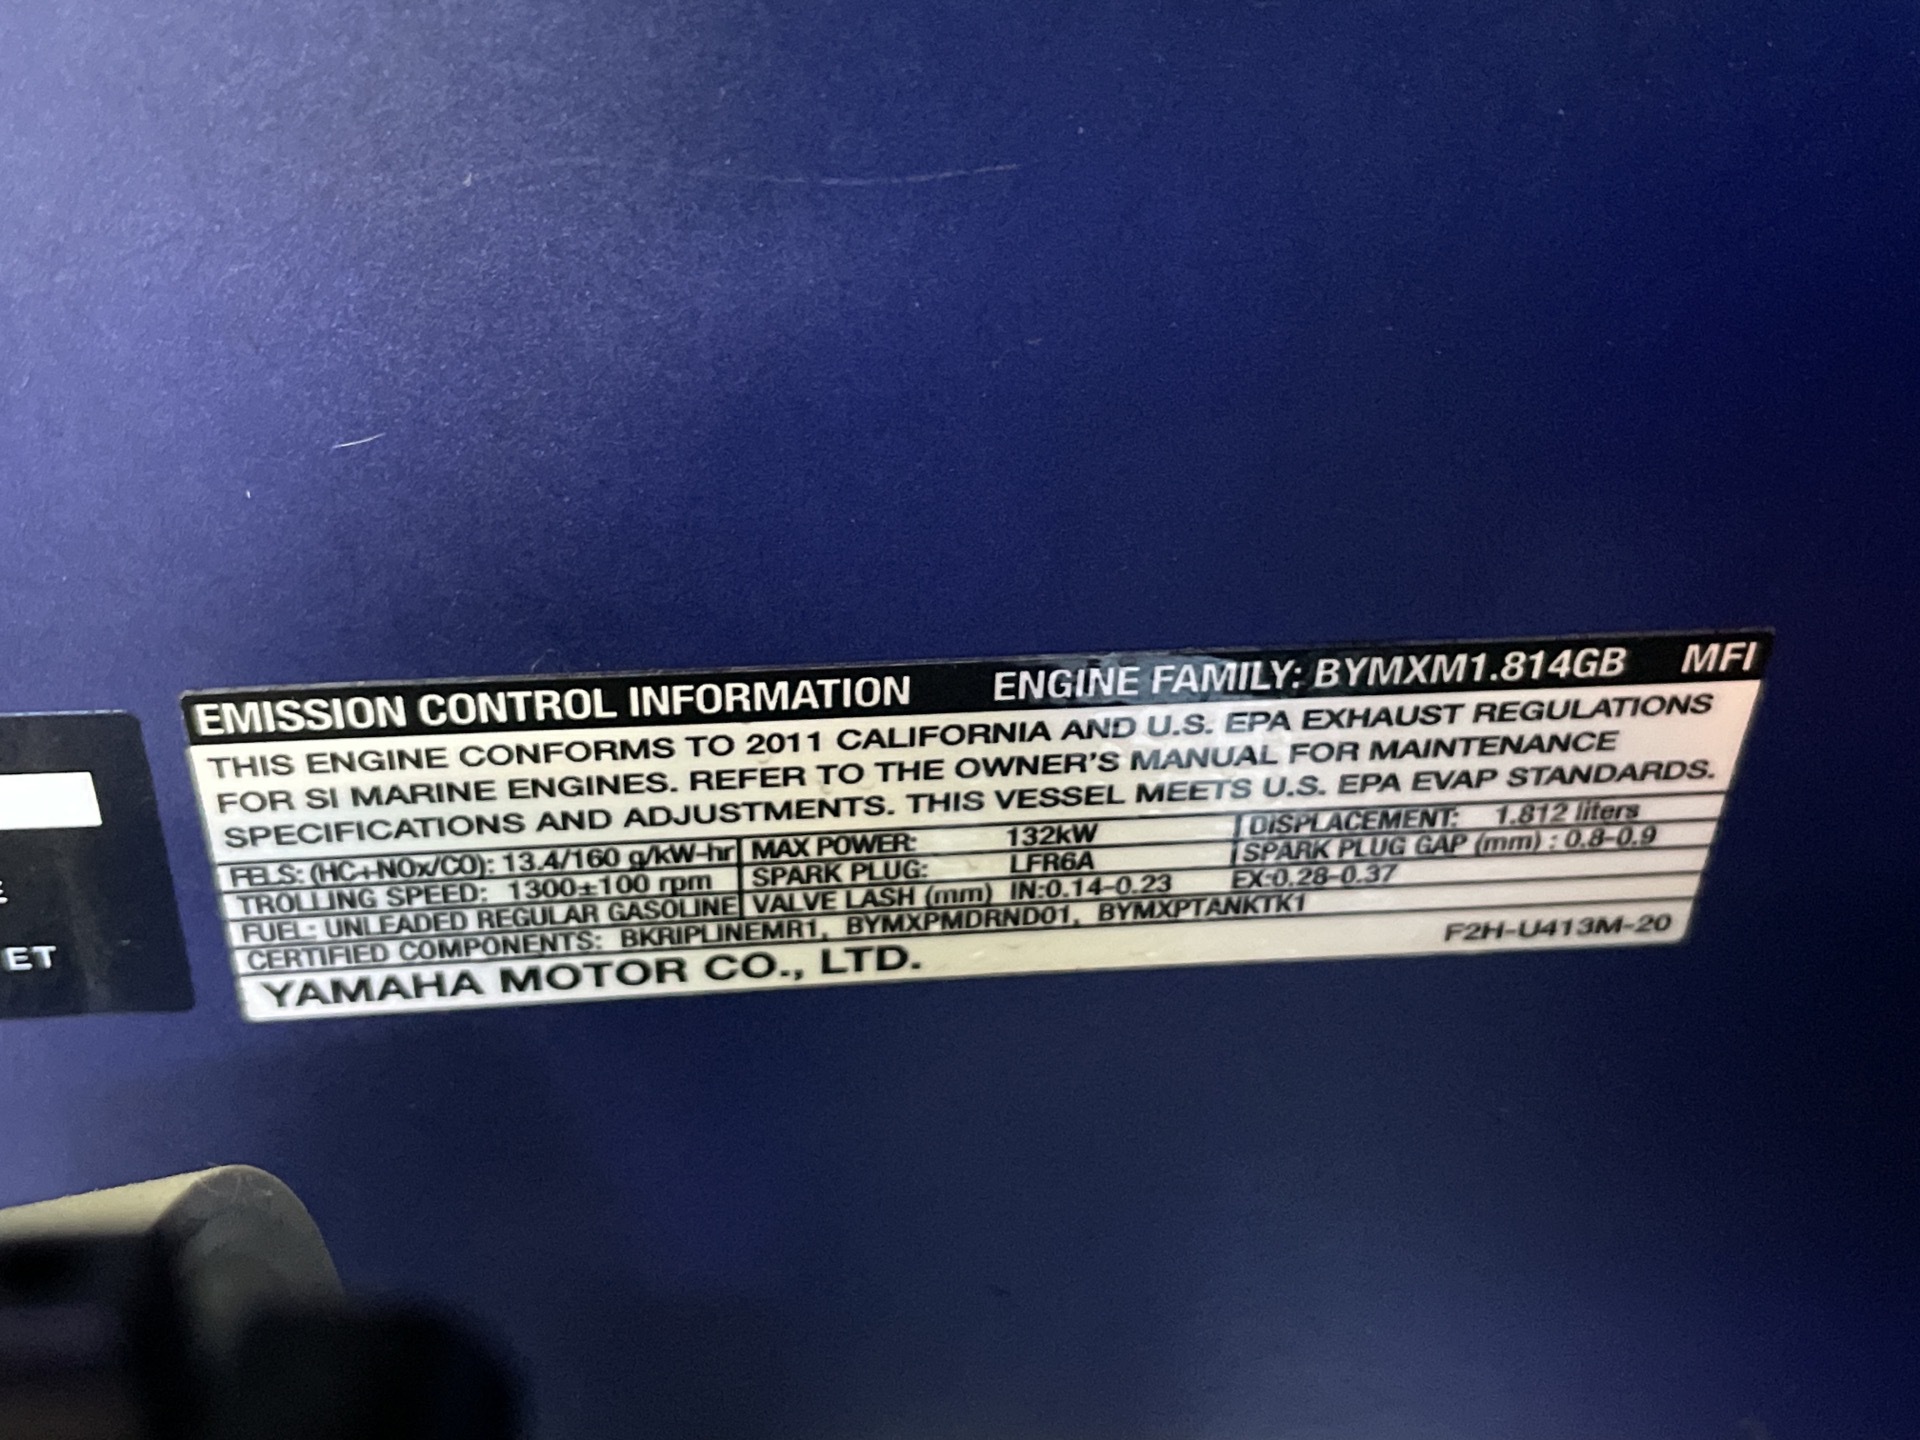 EMISSION CONTROL INFORMATION ENGINE FAMILY: BYMXM1.814GB MFI
THIS ENGINE CONFORMS TO 2011 CALIFORNIA AND U.S. EPA EXHAUST REGULATIONS
FOR SI MARINE ENGINES. REFER TO THE OWNER'S MANUAL FOR MAINTENANCE
SPECIFICATIONS AND ADJUSTMENTS. THIS VESSEL MEETS U.S. EPA EVAP STANDARDS.
FELS: (HC+NOx/CO): 13.4/160 g/kW-hr MAX POWER: 132kW DISPLACEMENT: 1.812 liters
TROLLING SPEED: 1300±100 rpm SPARK PLUG: LFR6A SPARK PLUG GAP (mm) : 0.8-0.9
FUEL: UNLEADED REGULAR GASOLINE VALVE LASH (mm) IN:0.14-0.23 EX:0.28-0.37
CERTIFIED COMPONENTS: BKRIPLINEMR1, BYMXPMDRND01, BYMXPTANKTK1
YAMAHA MOTOR CO., LTD. F2H-U413M-20
E
ET